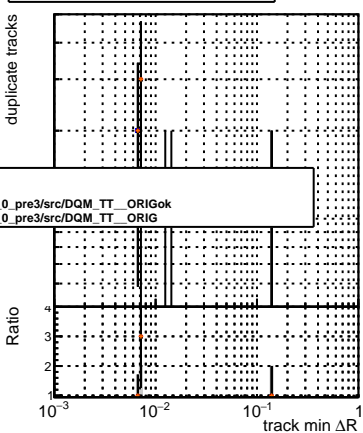 duplicate tracks
0_pre3/src/DQM_TT__ORIGok
0_pre3/src/DQM_TT__ORIG
Ratio
4
3
2
1
10−3 10−2 10−1 1
track min ΔR